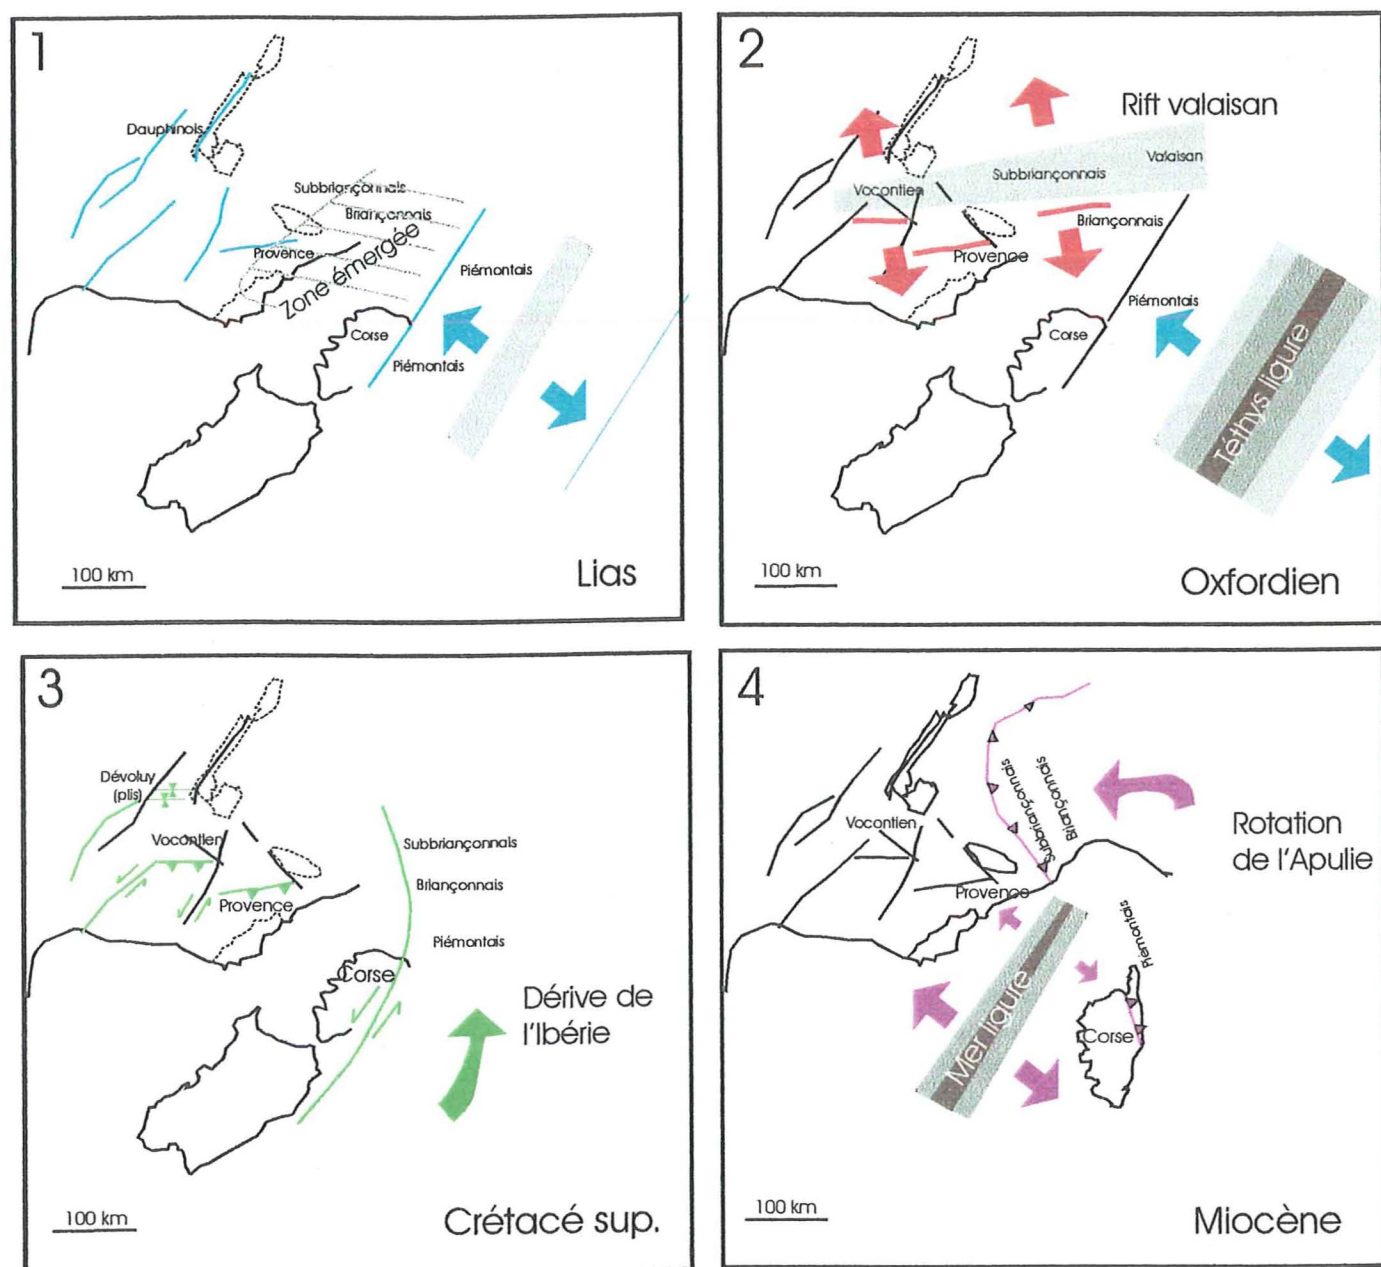 1
Dauphinois
Subbriançonnais
Briançonnais
Provence
Zone émergée
Piémontais
Corse
Piémontais
100 km
Lias
2
Rift valaisan
Valaisan
Subbriançonnais
Vocontien
Briançonnais
Provence
Piémontais
Corse
Téthys ligure
100 km
Oxfordien
3
Dévoluy
(plis)
Vocontien
Subbriançonnais
Briançonnais
Provence
Piémontais
Corse
Dérive de
l'Ibérie
100 km
Crétacé sup.
4
Subbriançonnais
Briançonnais
Vocontien
Rotation
de l'Apulie
Provence
Piémontais
Mer ligure
Corse
100 km
Miocène